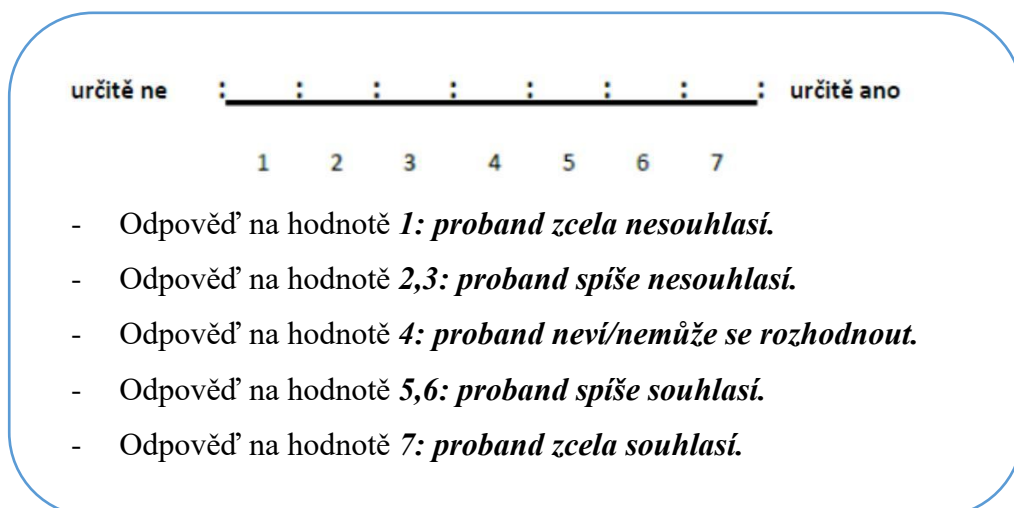 určitě ne :    :    :    :    :    :    :    : určitě ano
1 2 3 4 5 6 7
- Odpověď na hodnotě 1: proband zcela nesouhlasí.
- Odpověď na hodnotě 2,3: proband spíše nesouhlasí.
- Odpověď na hodnotě 4: proband neví/nemůže se rozhodnout.
- Odpověď na hodnotě 5,6: proband spíše souhlasí.
- Odpověď na hodnotě 7: proband zcela souhlasí.